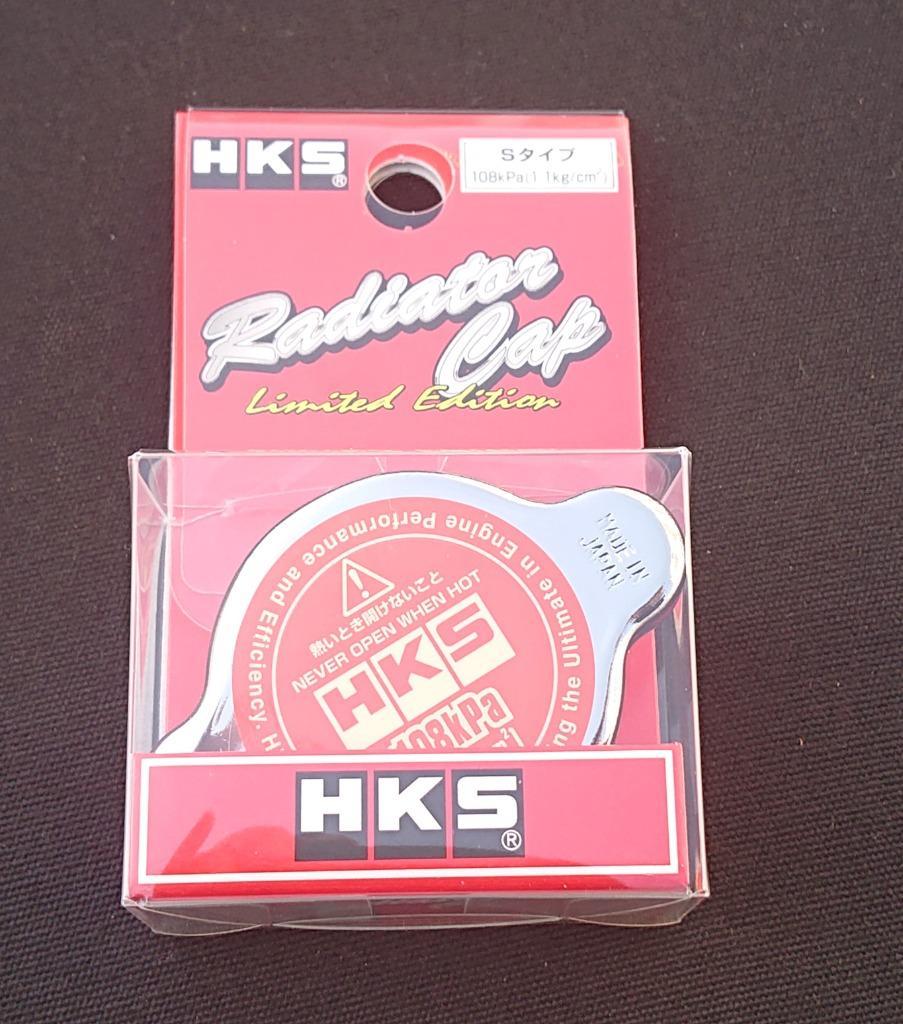 HKS®
Sタイプ
108kPa(1.1kg/cm²)
Radiator
Cap
Limited Edition
MADE IN
JAPAN
in Engine Performance and Efficiency. H
ng the Ultimate
熱いとき開けないこと
NEVER OPEN WHEN HOT
HKS
108kPa
HKS®